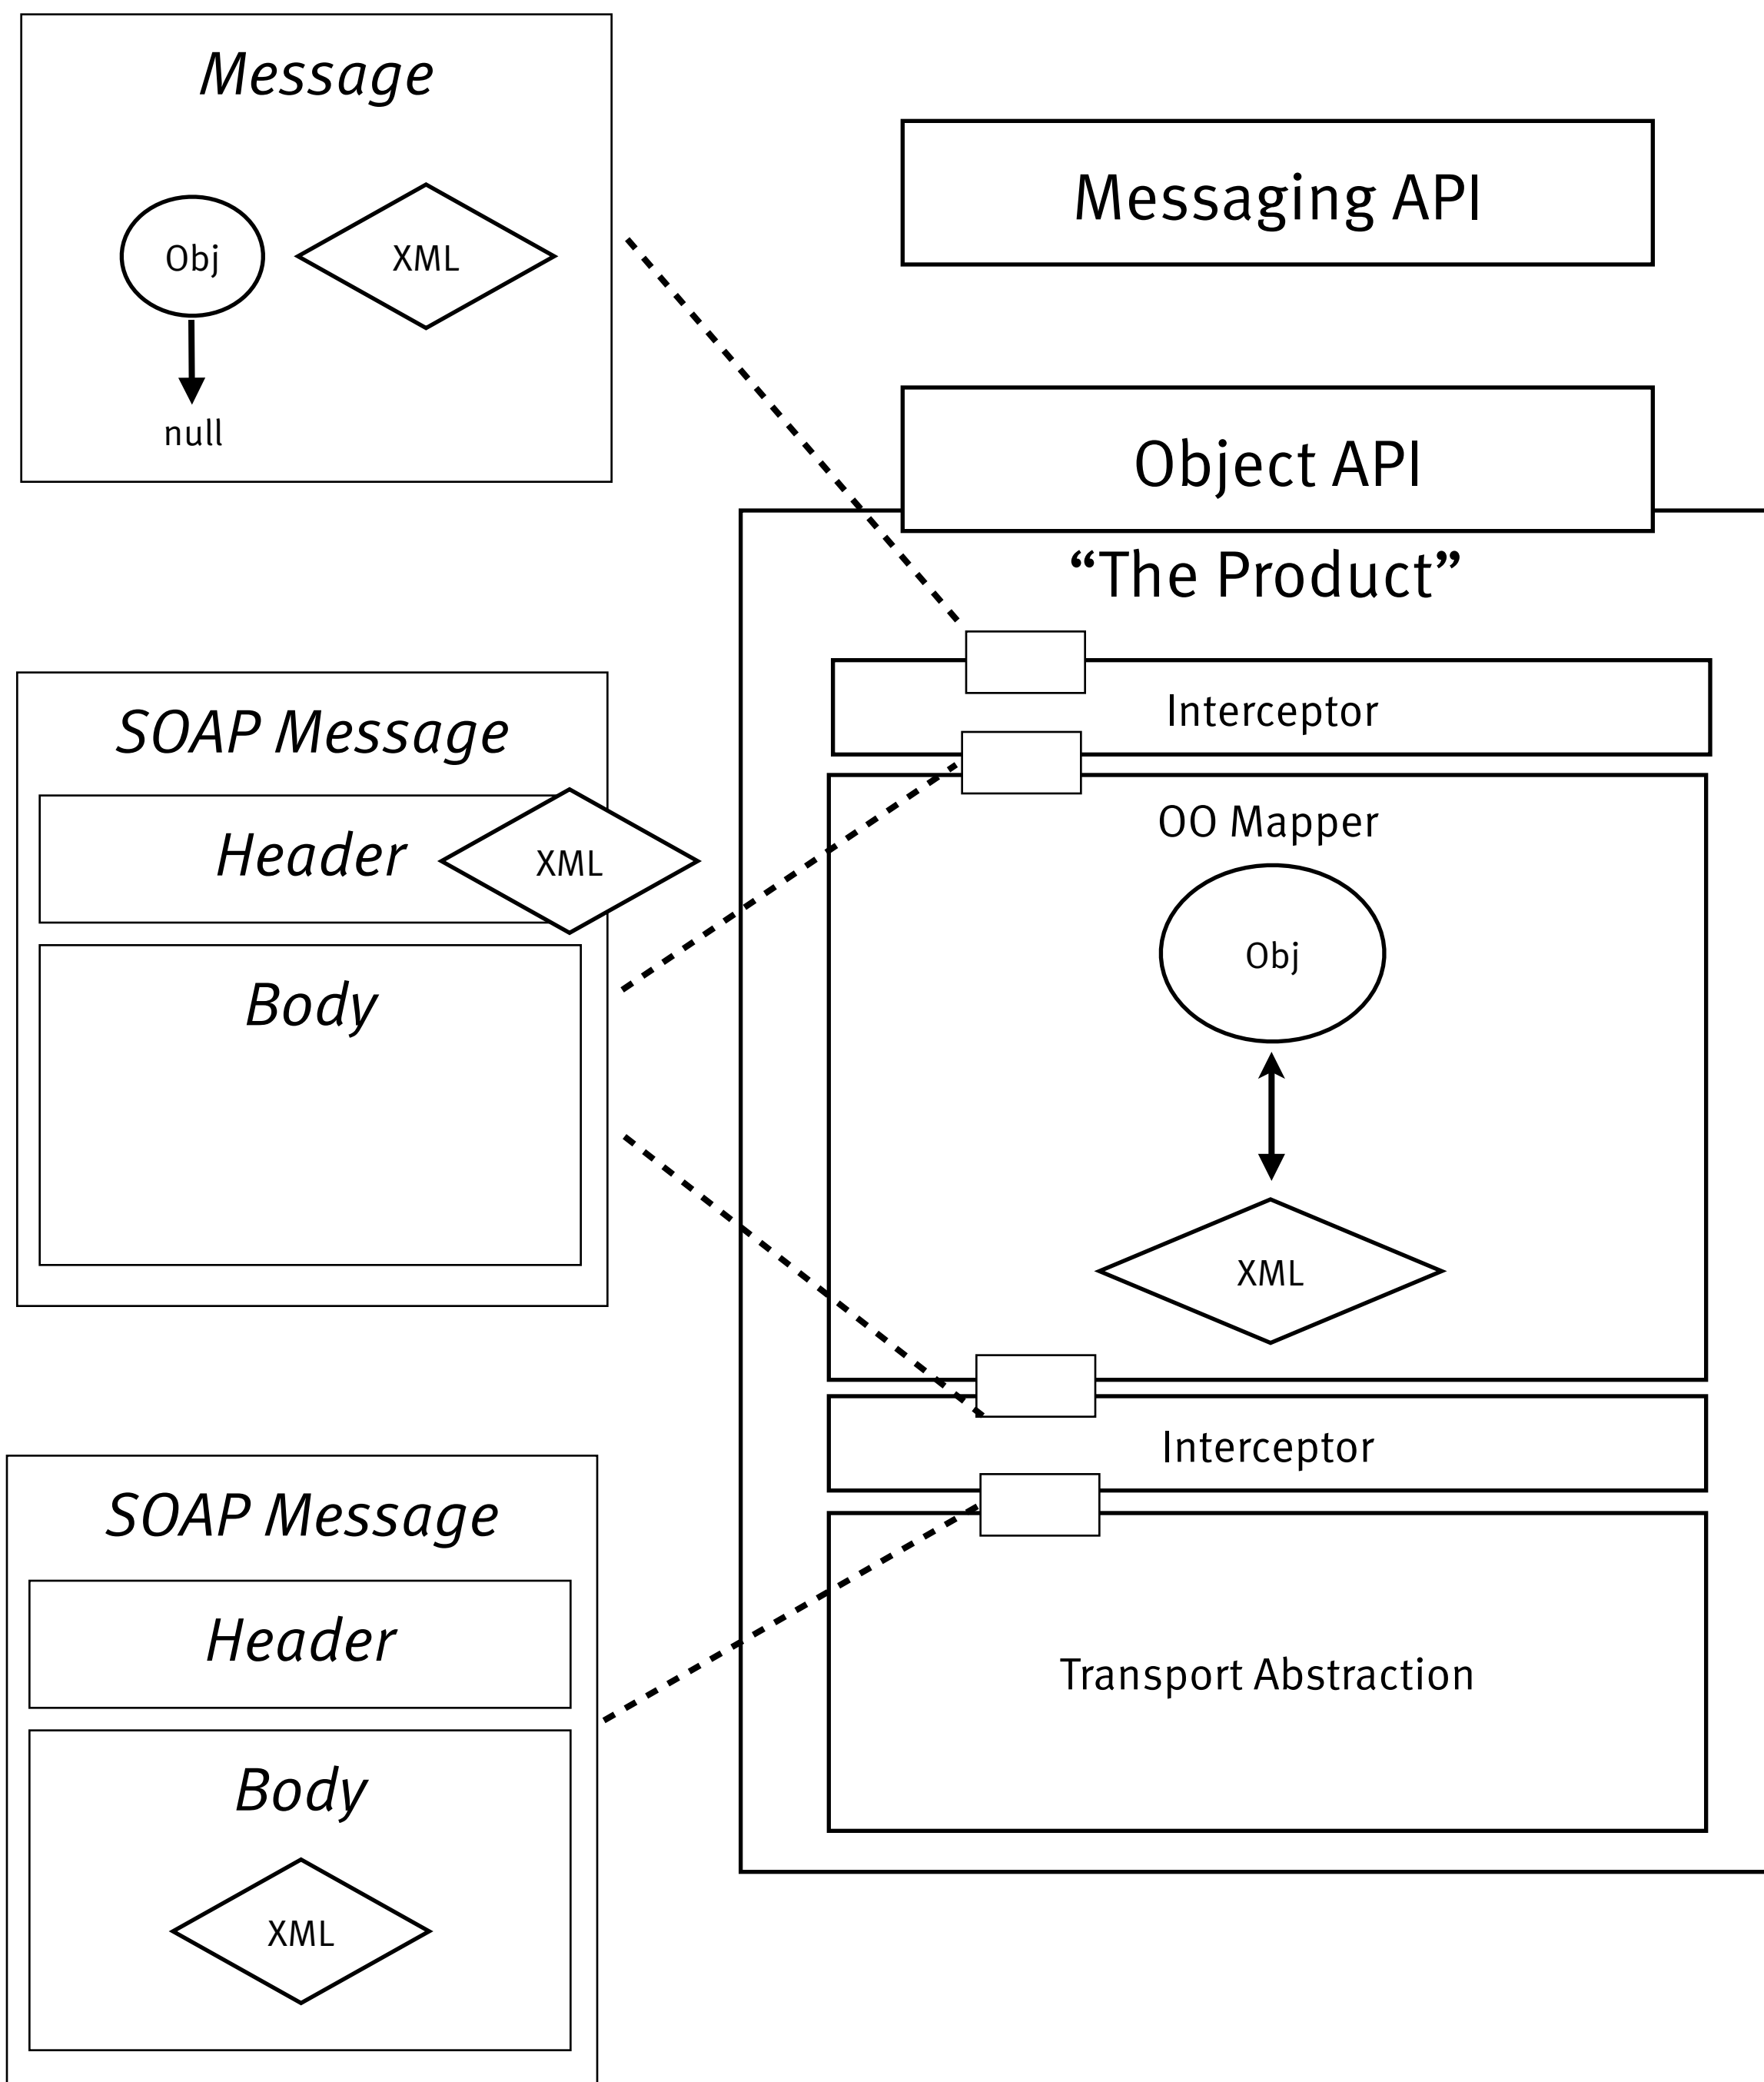 Message
Obj
XML
null
Messaging API
Object API
“The Product”
Interceptor
SOAP Message
Header
XML
Body
OO Mapper
Obj
XML
Interceptor
SOAP Message
Header
Body
XML
Transport Abstraction